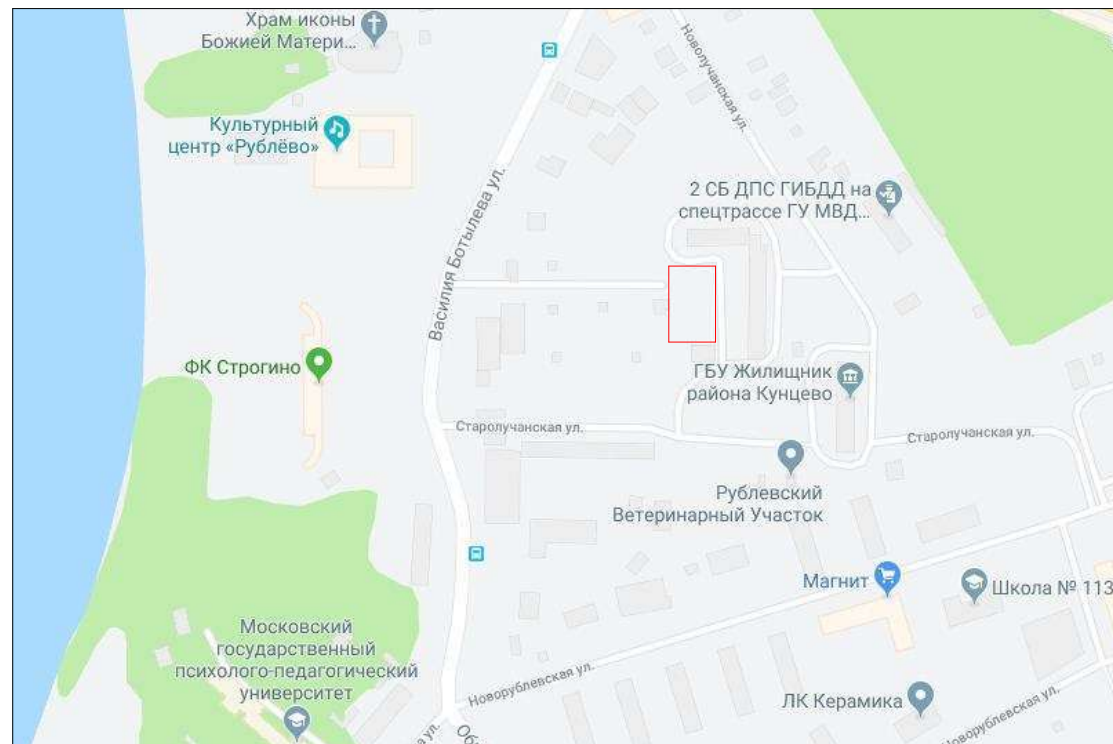 Храм иконы
Божией Матери...
Культурный
центр «Рублёво»
Новолучанская ул.
2 СБ ДПС ГИБДД на
спецтрассе ГУ МВД...
Василия Ботылева ул.
ФК Строгино
ГБУ Жилищник
района Кунцево
Старолучанская ул.
Старолучанская ул.
Рублевский
Ветеринарный Участок
Магнит
Школа № 113
Московский
государственный
психолого-педагогический
университет
Новорублевская ул.
ЛК Керамика
Новорублевская ул.